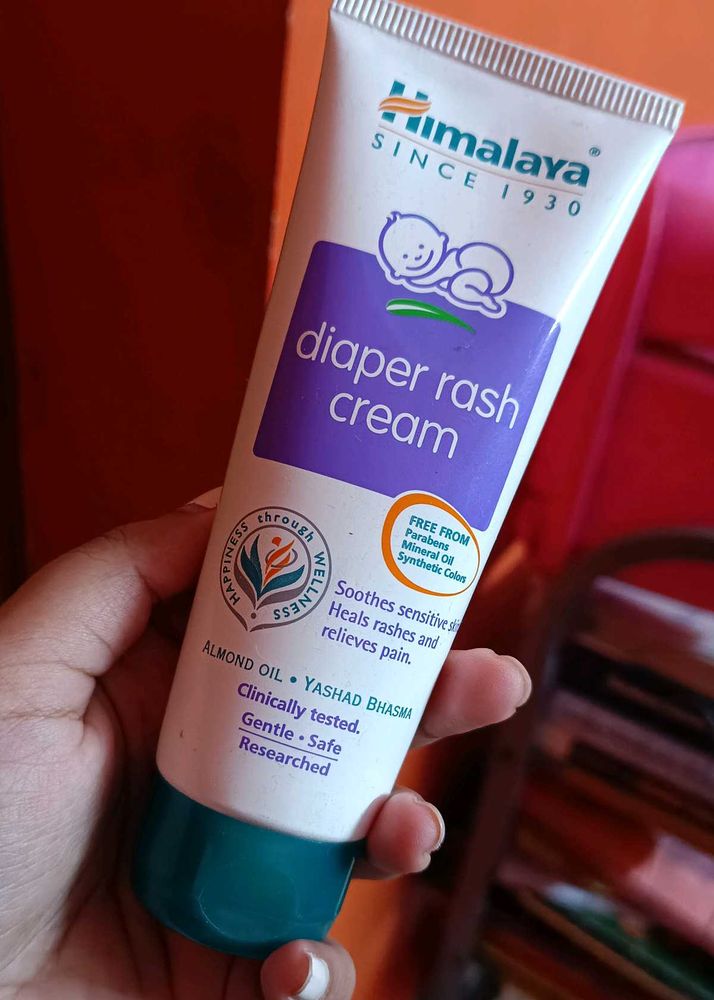 Himalaya®
SINCE 1930
diaper rash
cream
FREE FROM
Parabens
Mineral Oil
Synthetic Colors
HAPPINESS through WELLNESS
Soothes sensitive
Heals rashes and
relieves pain.
ALMOND OIL • YASHAD BHASMA
Clinically tested.
Gentle • Safe
Researched